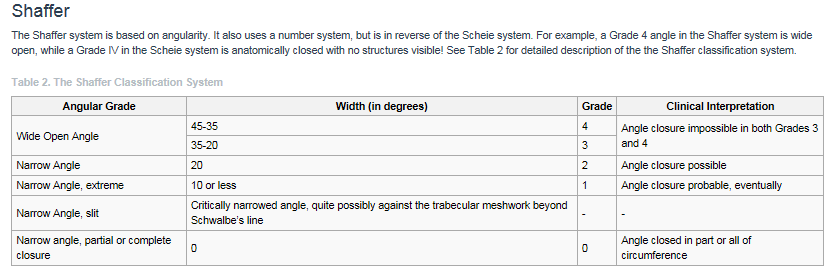 Shaffer
The Shaffer system is based on angularity. It also uses a number system, but is in reverse of the Scheie system. For example, a Grade 4 angle in the Shaffer system is wide
open, while a Grade IV in the Scheie system is anatomically closed with no structures visible! See Table 2 for detailed description of the the Shaffer classification system.
Table 2. The Shaffer Classification System
Angular Grade Width (in degrees) Grade Clinical Interpretation
Wide Open Angle
45-35 4
35-20 3
Angle closure impossible in both Grades 3
and 4
Narrow Angle 20 2 Angle closure possible
Narrow Angle, extreme 10 or less 1 Angle closure probable, eventually
Narrow Angle, slit
Critically narrowed angle, quite possibly against the trabecular meshwork beyond
Schwalbe's line
- -
Narrow angle, partial or complete
closure
0 0
Angle closed in part or all of
circumference